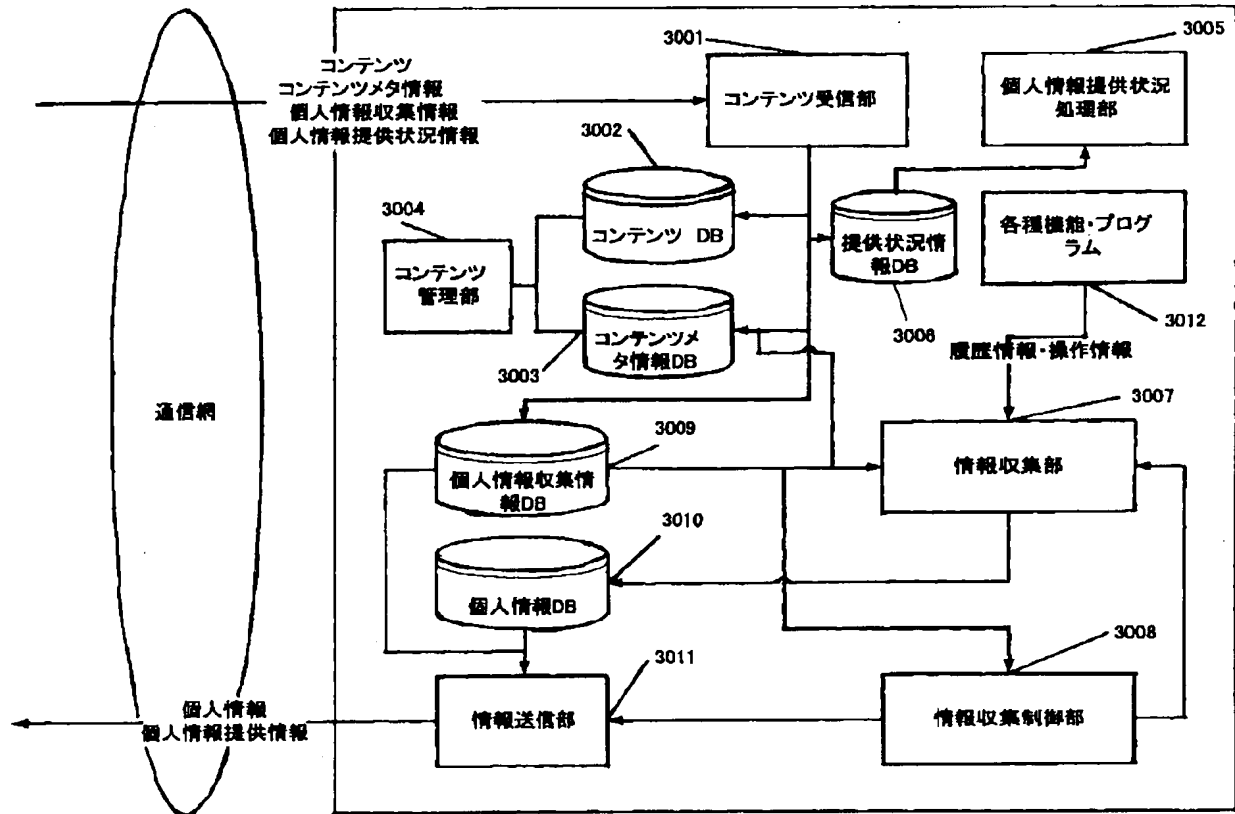 コンテンツ
コンテンツメタ情報
個人情報収集情報
個人情報提供状況情報
3001
コンテンツ受信部
3005
個人情報提供状況
処理部
3002
コンテンツ DB
3004
コンテンツ
管理部
提供状況情
報DB
3006
各種機能・プログ
ラム
3012
コンテンツメ
タ情報DB
3003
履歴情報・操作情報
通信網
3009
個人情報収集情
報DB
3007
情報収集部
3010
個人情報DB
3008
情報収集制御部
3011
情報送信部
個人情報
個人情報提供情報